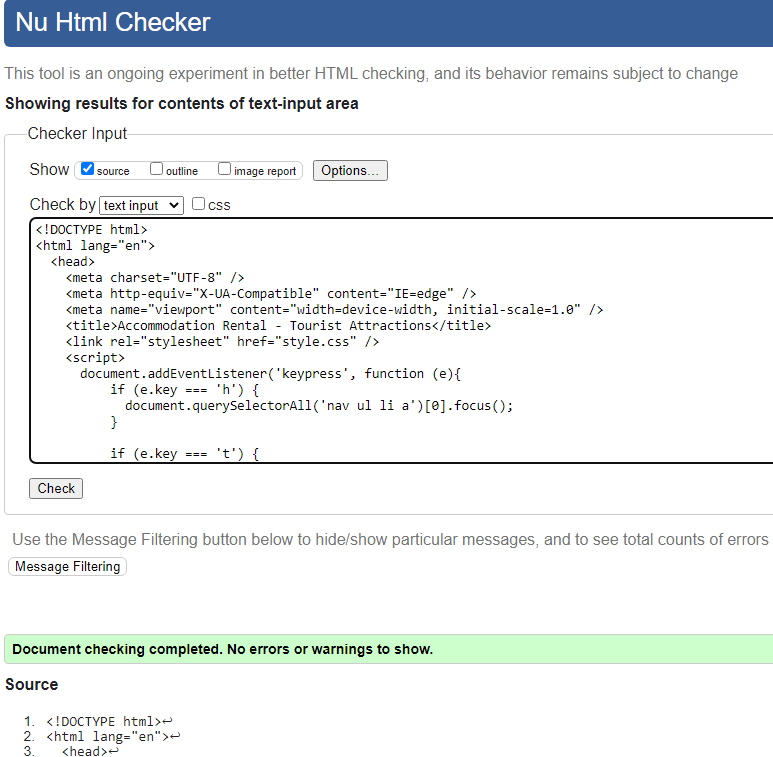 Nu Html Checker
This tool is an ongoing experiment in better HTML checking, and its behavior remains subject to change
Showing results for contents of text-input area
Checker Input
Show source outline image report Options...
Check by text input css
<!DOCTYPE html>
<html lang="en">
  <head>
    <meta charset="UTF-8" />
    <meta http-equiv="X-UA-Compatible" content="IE=edge" />
    <meta name="viewport" content="width=device-width, initial-scale=1.0" />
    <title>Accommodation Rental - Tourist Attractions</title>
    <link rel="stylesheet" href="style.css" />
    <script>
      document.addEventListener('keypress', function (e){
          if (e.key === 'h') {
            document.querySelectorAll('nav ul li a')[0].focus();
          }
          if (e.key === 't') {
Check
Use the Message Filtering button below to hide/show particular messages, and to see total counts of errors
Message Filtering
Document checking completed. No errors or warnings to show.
Source
1. <!DOCTYPE html>↩
2. <html lang="en">↩
3.   <head>↩